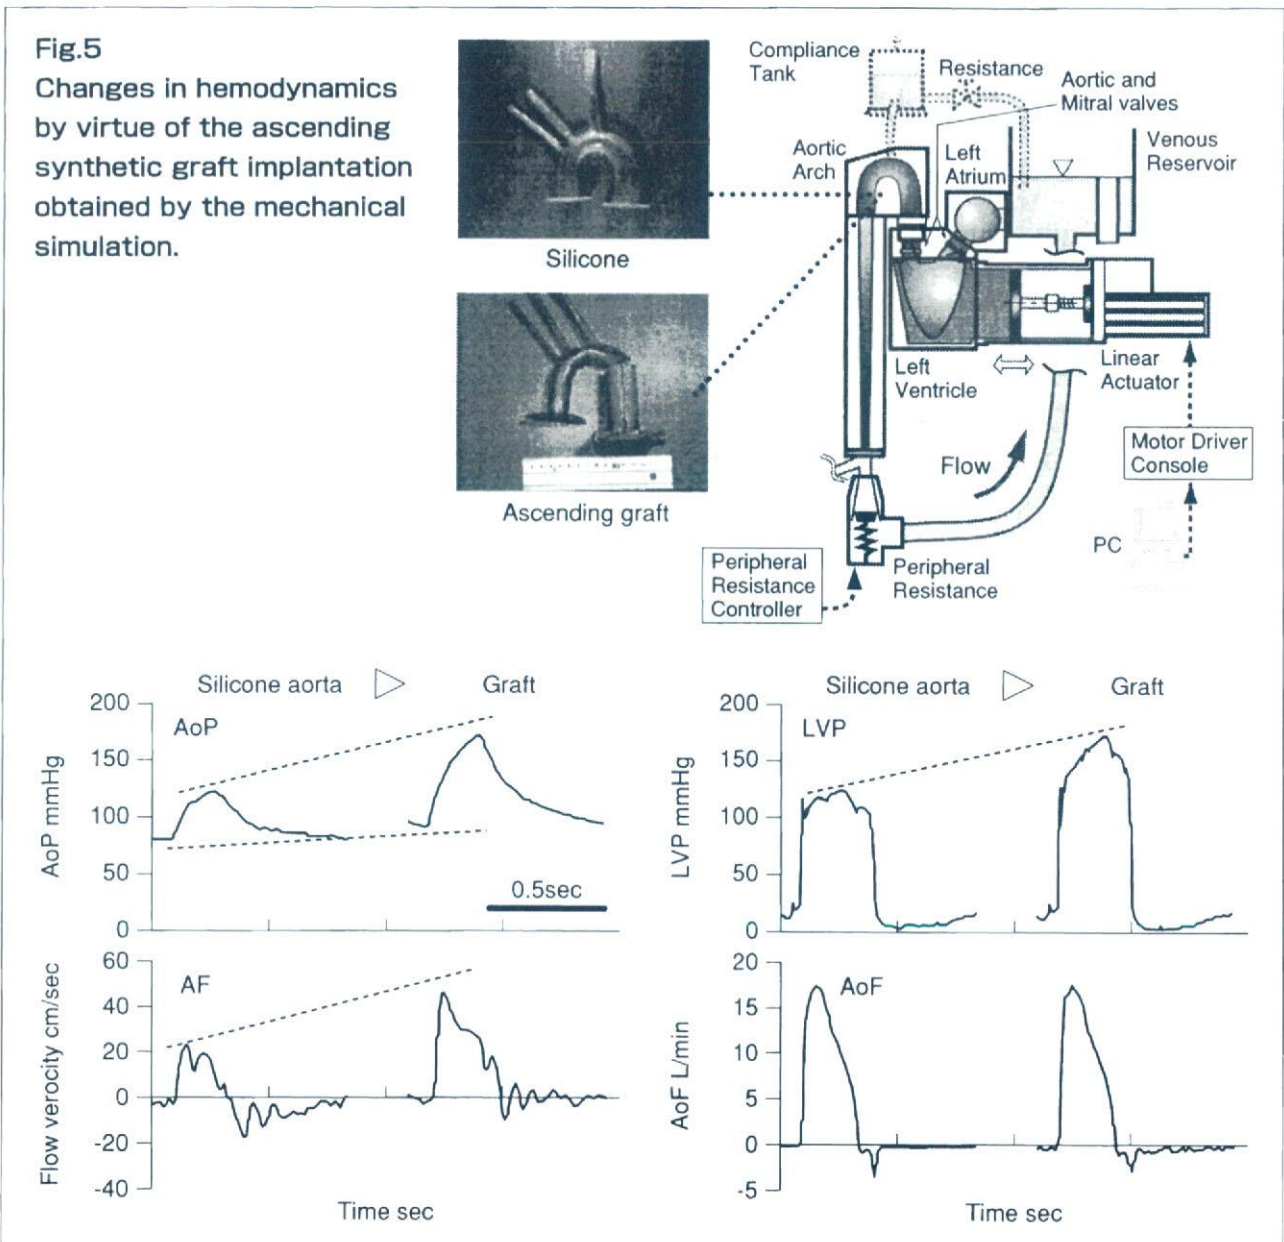 Fig.5
Changes in hemodynamics
by virtue of the ascending
synthetic graft implantation
obtained by the mechanical
simulation.
Silicone
Ascending graft
Compliance
Tank
Resistance
Aortic and
Mitral valves
Aortic
Arch
Left
Atrium
Venous
Reservoir
Left
Ventricle
Linear
Actuator
Motor Driver
Console
Flow
PC
Peripheral
Resistance
Controller
Peripheral
Resistance
Silicone aorta
Graft
AoP
AoP mmHg
200
150
100
50
0
0.5sec
Silicone aorta
Graft
LVP
LVP mmHg
200
150
100
50
0
AF
Flow verocity cm/sec
60
40
20
0
-20
-40
Time sec
AoF
AoF L/min
20
15
10
5
0
-5
Time sec